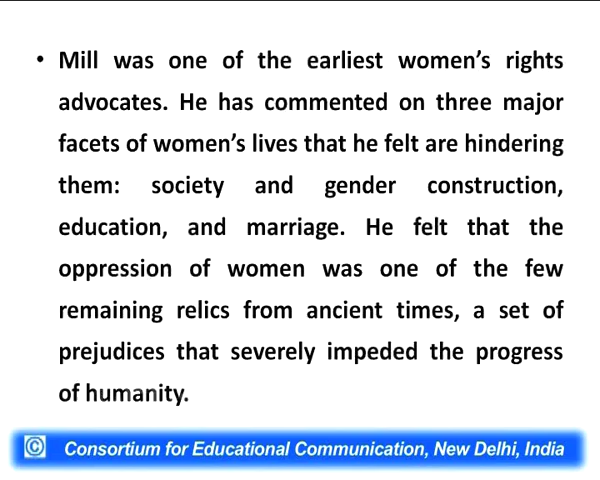 • Mill was one of the earliest women’s rights
advocates. He has commented on three major
facets of women’s lives that he felt are hindering
them: society and gender construction,
education, and marriage. He felt that the
oppression of women was one of the few
remaining relics from ancient times, a set of
prejudices that severely impeded the progress
of humanity.
© Consortium for Educational Communication, New Delhi, India